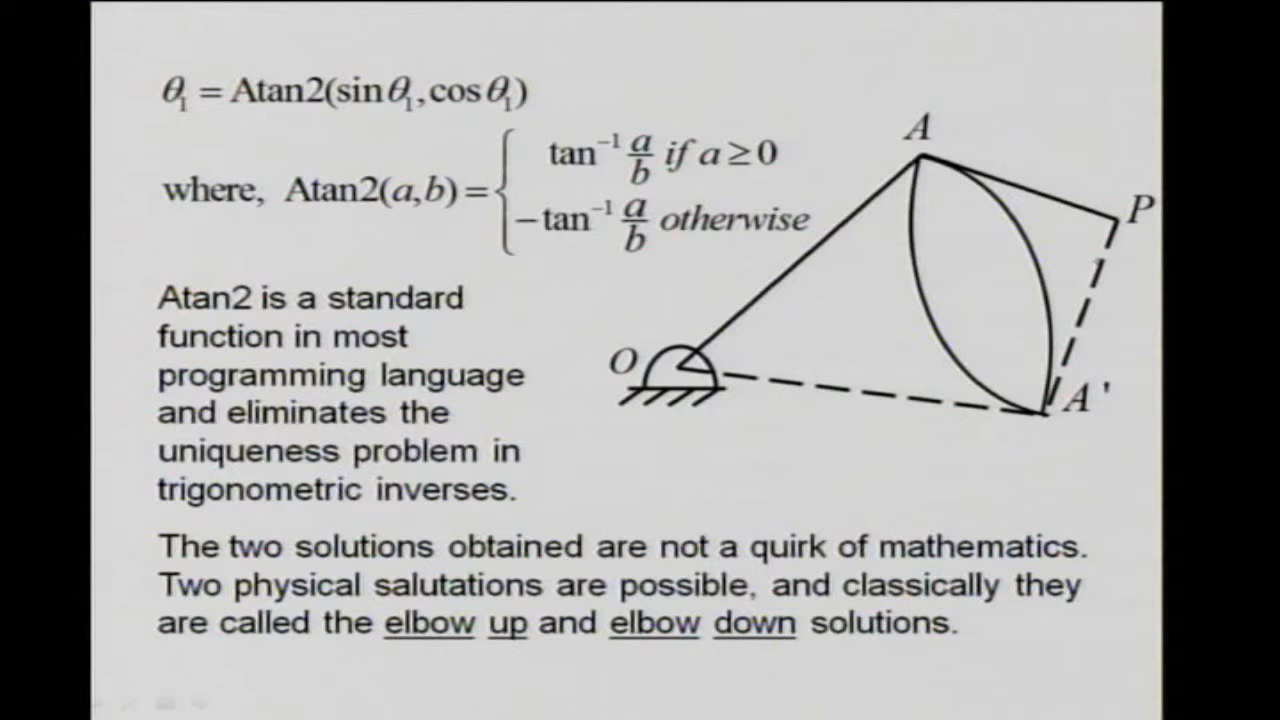 θ₁ = Atan2(sin θ₁, cos θ₁)
where, Atan2(a,b) = { tan⁻¹ a/b if a ≥ 0
−tan⁻¹ a/b otherwise
Atan2 is a standard
function in most
programming language
and eliminates the
uniqueness problem in
trigonometric inverses.
A
P
O
A'
The two solutions obtained are not a quirk of mathematics.
Two physical salutations are possible, and classically they
are called the elbow up and elbow down solutions.